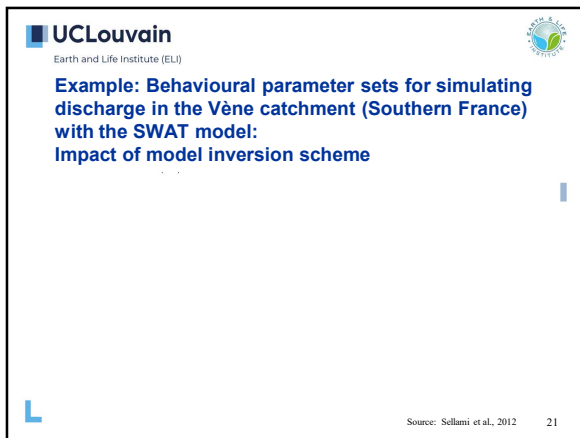 UCLouvain
EARTH & LIFE
INSTITUTE
Earth and Life Institute (ELI)
Example: Behavioural parameter sets for simulating
discharge in the Vène catchment (Southern France)
with the SWAT model:
Impact of model inversion scheme
Source: Sellami et al., 2012
21